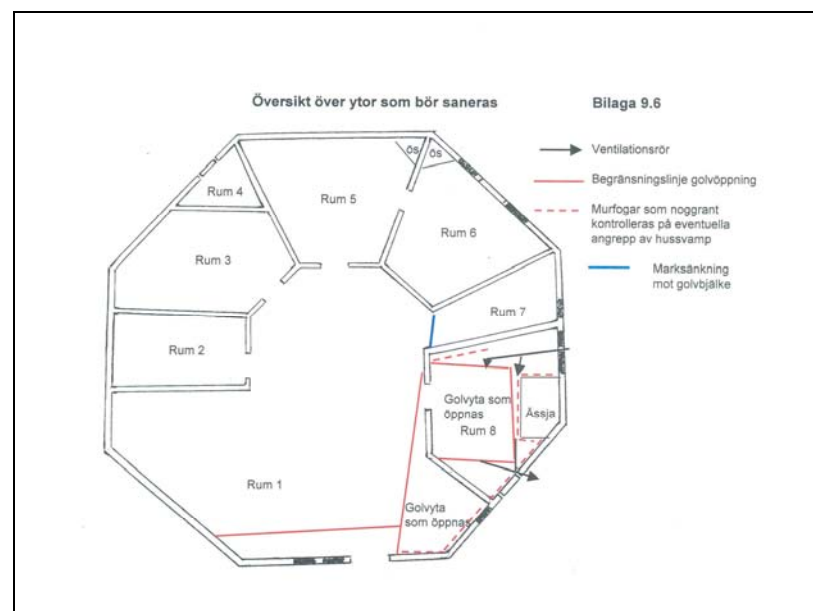 Översikt över ytor som bör saneras
Bilaga 9.6
Ventilationsrör
Begränsningslinje golvöppning
Murfogar som noggrant
kontrolleras på eventuella
angrepp av hussvamp
Marksänkning
mot golvbjälke
ös
ös
Rum 4
Rum 5
Rum 6
Rum 3
Rum 7
Rum 2
Golvyta som
öppnas
Rum 8
Ässja
Rum 1
Golvyta
som öppnas